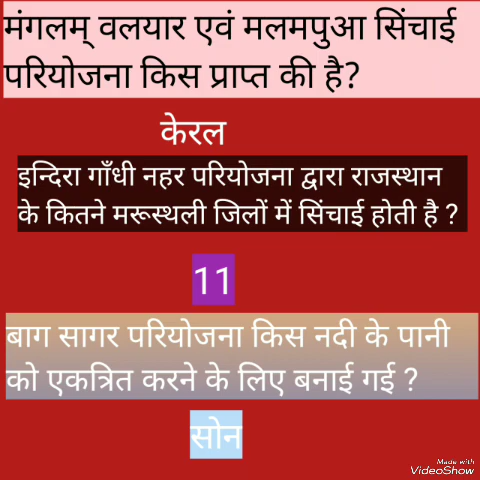 मंगलम् वलयार एवं मलमपुआ सिंचाई
परियोजना किस प्राप्त की है?
केरल
इन्दिरा गाँधी नहर परियोजना द्वारा राजस्थान
के कितने मरूस्थली जिलों में सिंचाई होती है ?
11
बाग सागर परियोजना किस नदी के पानी
को एकत्रित करने के लिए बनाई गई ?
सोन
Made with
VideoShow